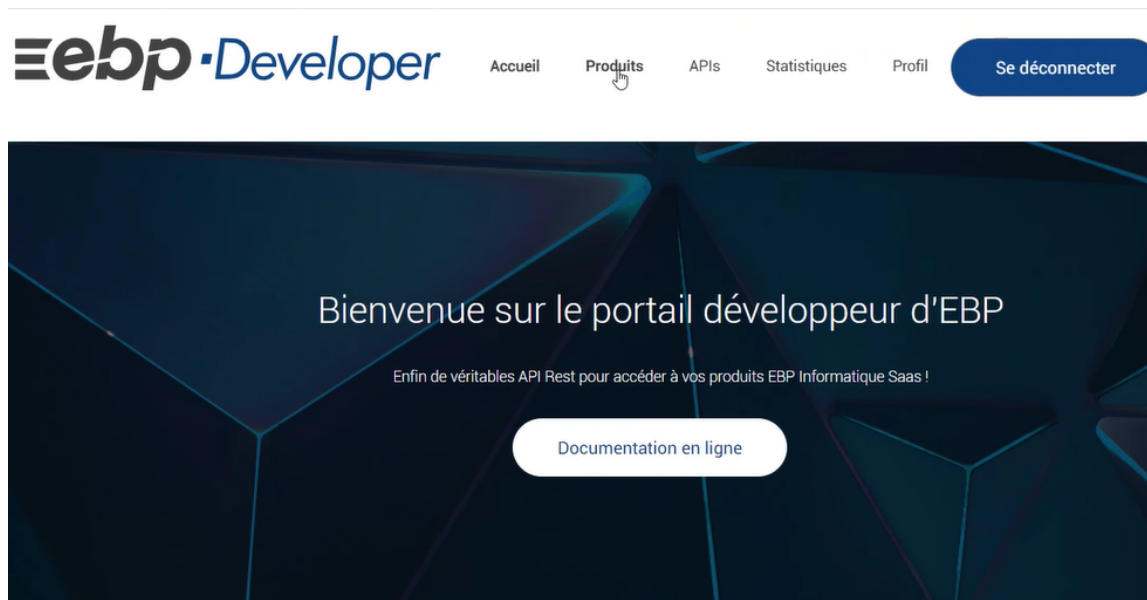 ebp·Developer
Accueil Produits APIs Statistiques Profil Se déconnecter
Bienvenue sur le portail développeur d'EBP
Enfin de véritables API Rest pour accéder à vos produits EBP Informatique Saas !
Documentation en ligne